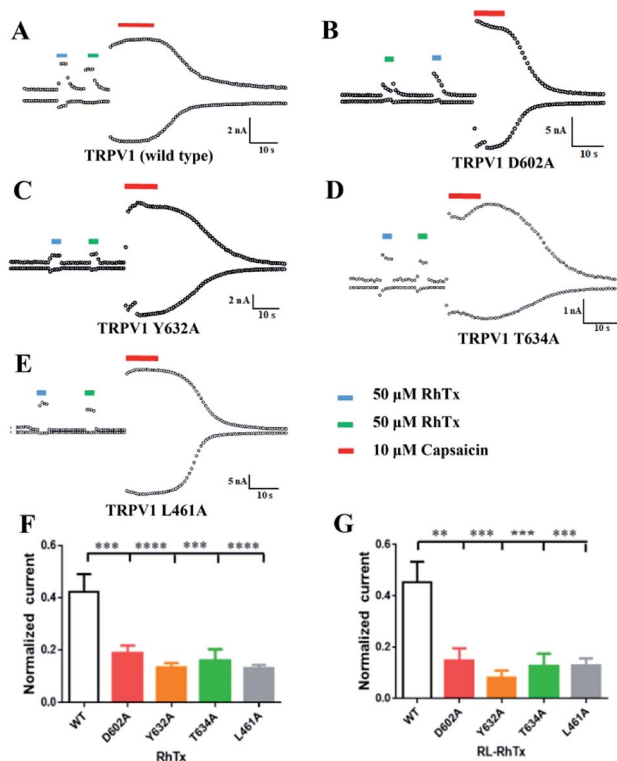 A
2 nA
10 s
TRPV1 (wild type)
B
5 nA
10 s
TRPV1 D602A
C
2 nA
10 s
TRPV1 Y632A
D
1 nA
10 s
TRPV1 T634A
E
5 nA
10 s
TRPV1 L461A
50 μM RhTx
50 μM RhTx
10 μM Capsaicin
F
*** **** *** ****
Normalized current
0.6
0.4
0.2
0.0
WT D602A Y632A T634A L461A
RhTx
G
** *** *** ***
Normalized current
0.6
0.4
0.2
0.0
WT D602A Y632A T634A L461A
RL-RhTx